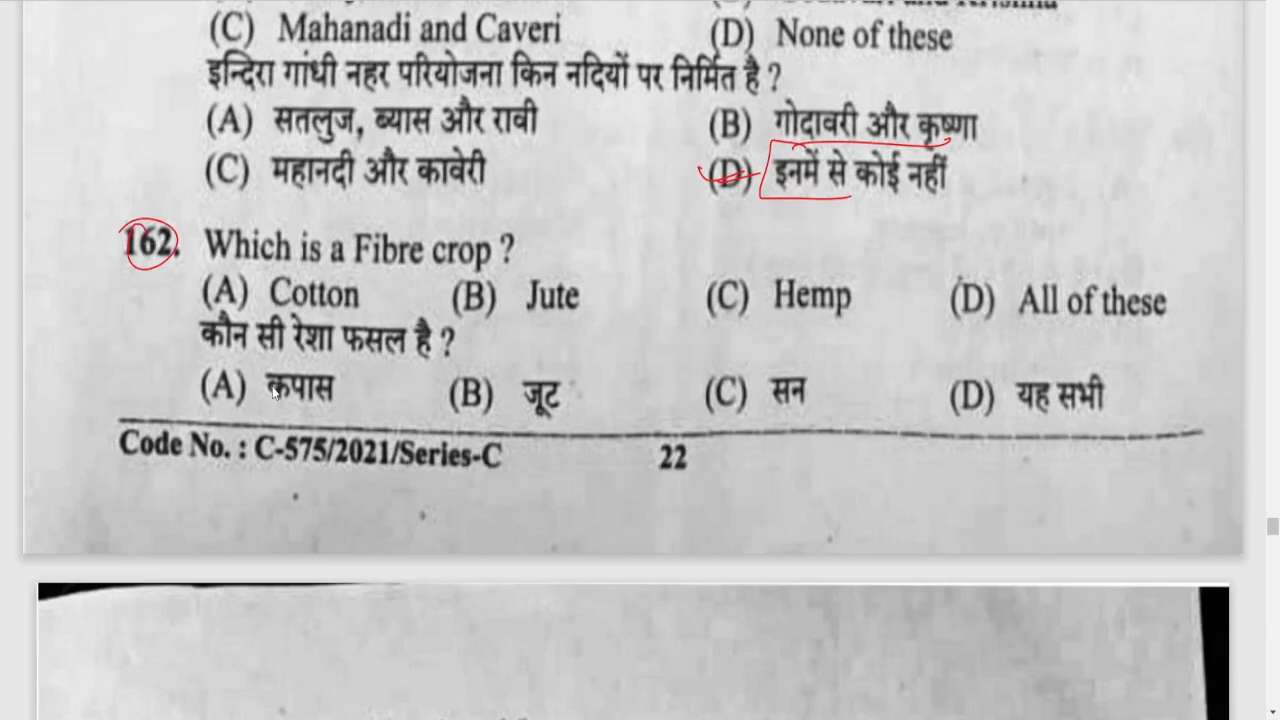 (C) Mahanadi and Caveri (D) None of these
इन्दिरा गांधी नहर परियोजना किन नदियों पर निर्मित है ?
(A) सतलुज, ब्यास और रावी (B) गोदावरी और कृष्णा
(C) महानदी और कावेरी (D) इनमें से कोई नहीं
162. Which is a Fibre crop ?
(A) Cotton (B) Jute (C) Hemp (D) All of these
कौन सी रेशा फसल है ?
(A) कपास (B) जूट (C) सन (D) यह सभी
Code No. : C-575/2021/Series-C 22